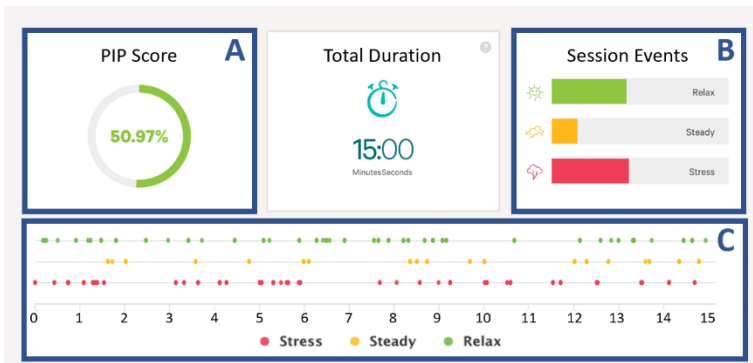 PIP Score
A
50.97%
Total Duration
?
15:00
MinutesSeconds
Session Events
B
Relax
Steady
Stress
C
0 1 2 3 4 5 6 7 8 9 10 11 12 13 14 15
Stress Steady Relax